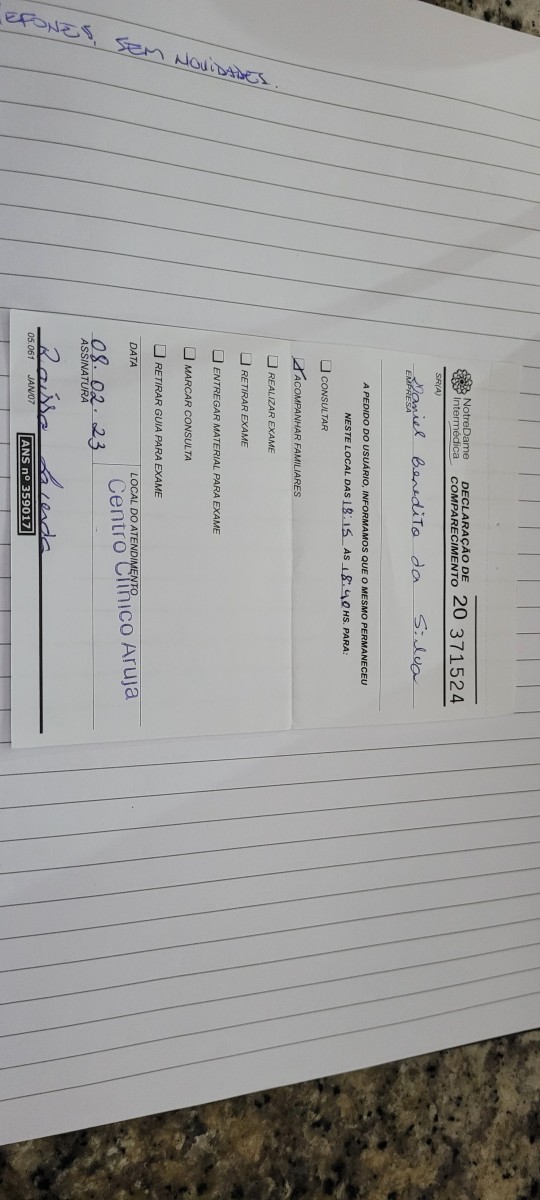 EFONES. SEM NOVIDADES.
NotreDame
Intermédica
DECLARAÇÃO DE
COMPARECIMENTO
20 371524
SR(A)
Daniel Benedito da Silva
EMPRESA
A PEDIDO DO USUÁRIO, INFORMAMOS QUE O MESMO PERMANECEU
NESTE LOCAL DAS 18:15 ÀS 18:40 HS. PARA:
☐ CONSULTAR
☒ ACOMPANHAR FAMILIARES
☐ REALIZAR EXAME
☐ RETIRAR EXAME
☐ ENTREGAR MATERIAL PARA EXAME
☐ MARCAR CONSULTA
☐ RETIRAR GUIA PARA EXAME
DATA
08.02.23
LOCAL DO ATENDIMENTO
Centro Clínico Aruja
ASSINATURA
Raissa
05.061 JAN/07
ANS nº 359017